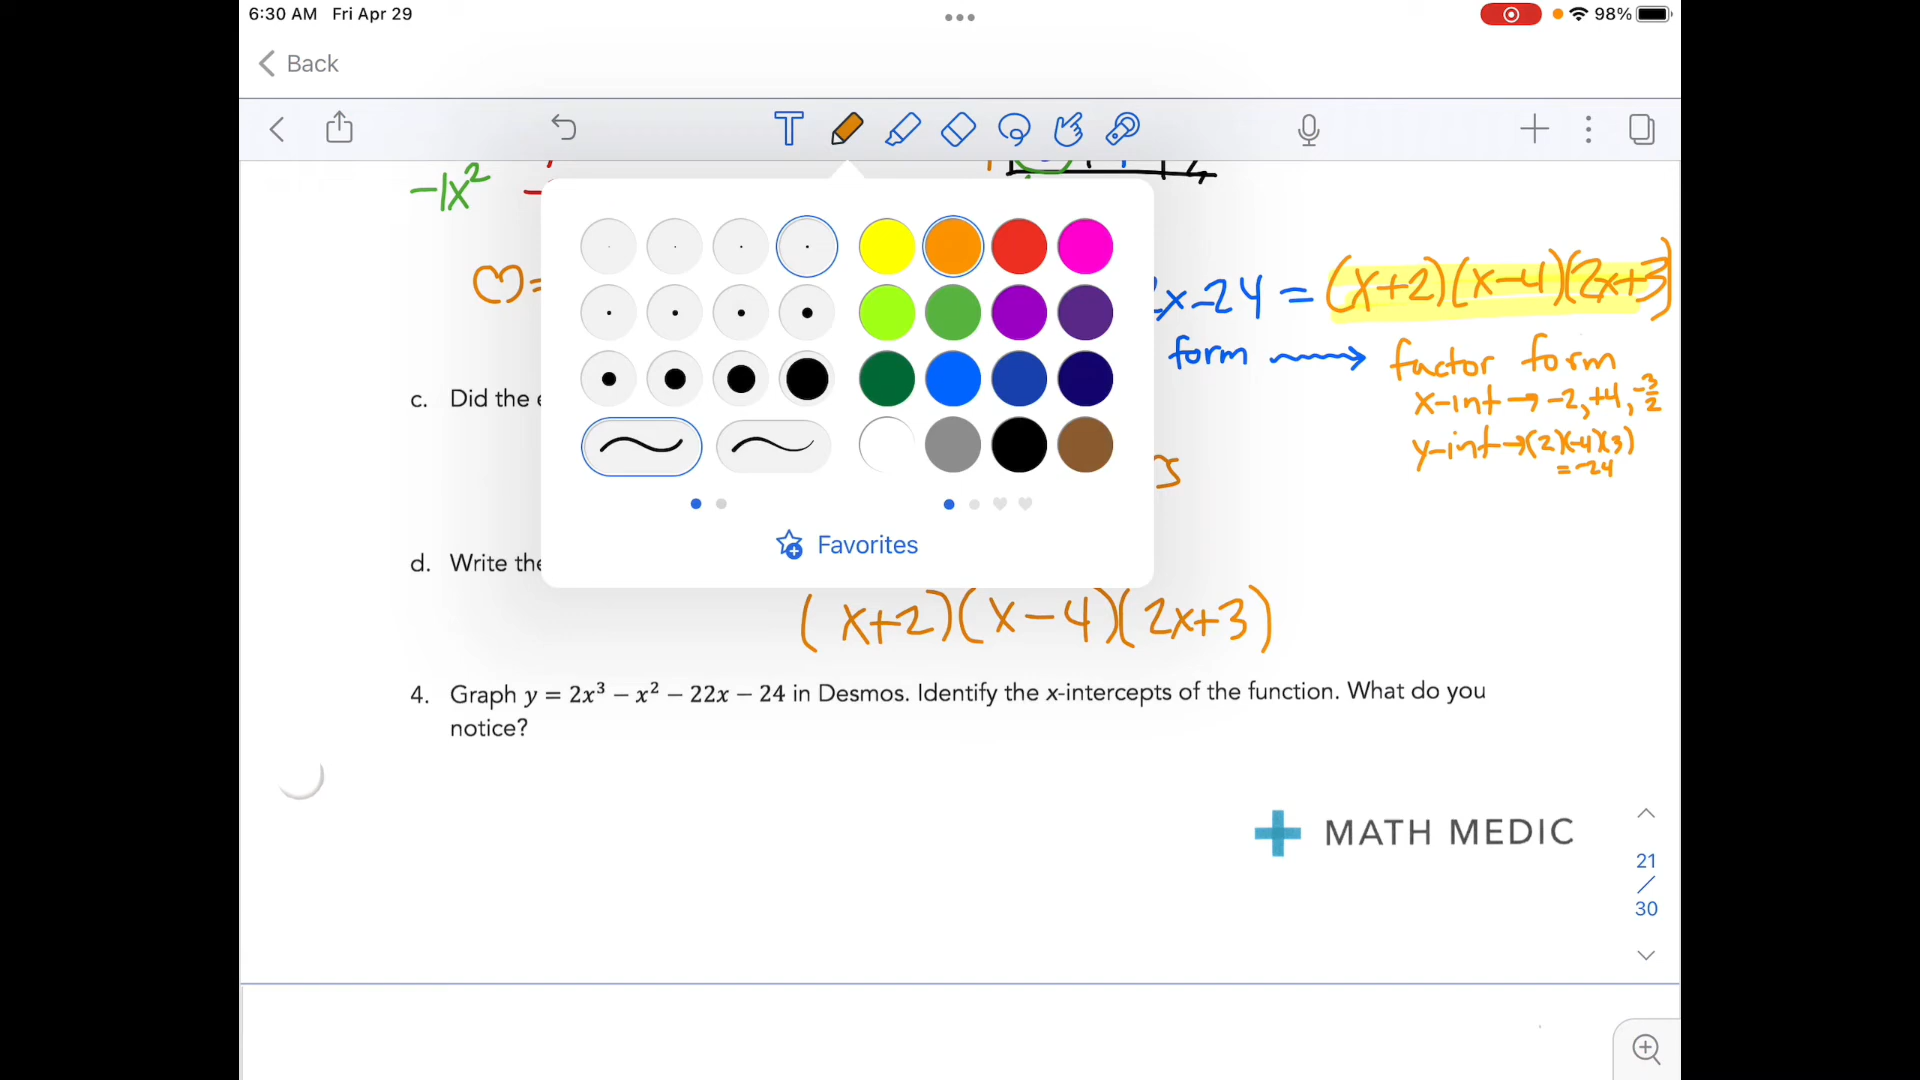 6:30 AM Fri Apr 29
98%
Back
T
-1x²
♡=
2x-24 = (x+2)(x-4)(2x+3)
form → factor form
x-int → -2, +4, -3/2
y-int → (2)(-4)(3)
= -24
c. Did the
d. Write the
Favorites
(x+2)(x-4)(2x+3)
4. Graph y = 2x³ − x² − 22x − 24 in Desmos. Identify the x-intercepts of the function. What do you
notice?
MATH MEDIC
21
/
30